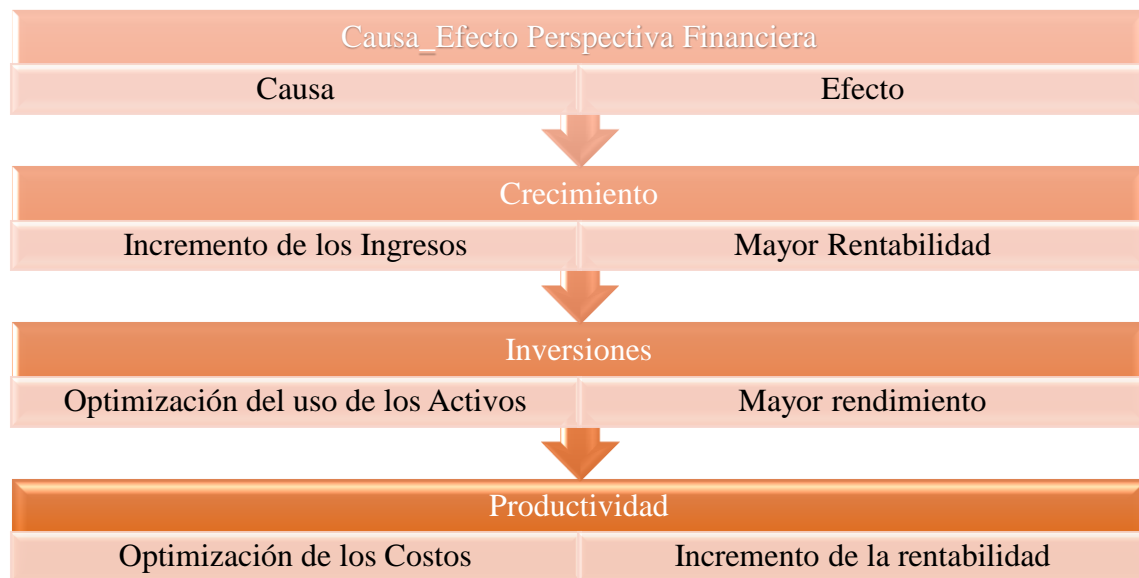 Causa_Efecto Perspectiva Financiera
Causa
Efecto
Crecimiento
Incremento de los Ingresos
Mayor Rentabilidad
Inversiones
Optimización del uso de los Activos
Mayor rendimiento
Productividad
Optimización de los Costos
Incremento de la rentabilidad